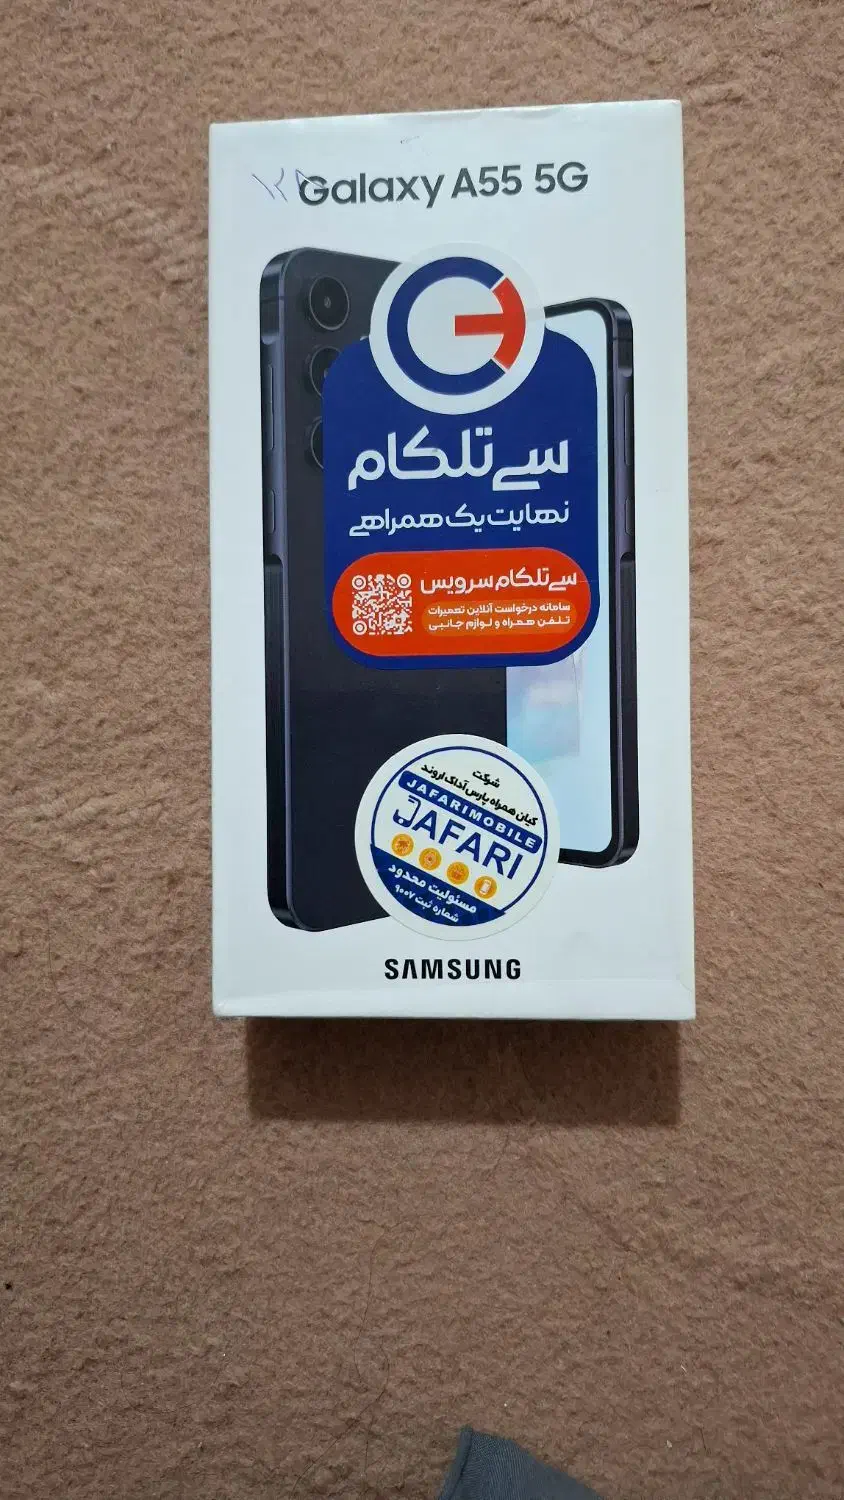 Galaxy A55 5G
سی‌تلکام
نهایت یک همراهی
سی‌تلکام سرویس
سامانه درخواست آنلاین تعمیرات
تلفن همراه و لوازم جانبی
شرکت
کیان همراه پارس آداک اروند
JAFARIMOBILE
JAFARI
مسئولیت محدود
شماره ثبت ۹۰۰۷
SAMSUNG